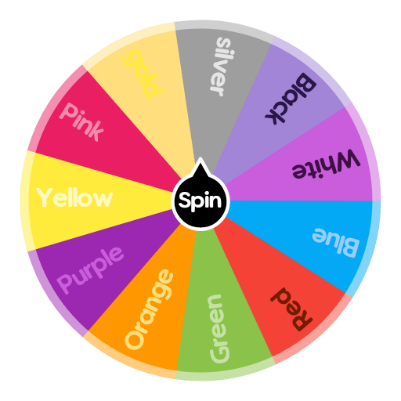 silver
Black
White
Blue
Red
Green
Orange
Purple
Yellow
Pink
gold
Spin